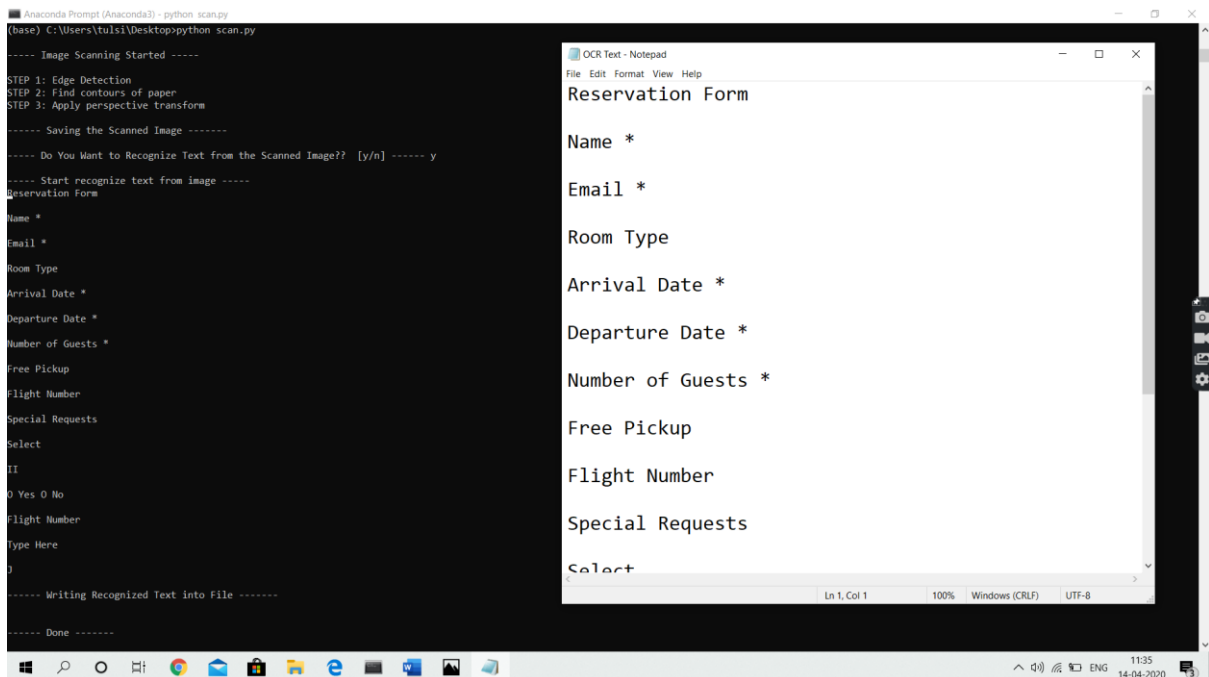 Anaconda Prompt (Anaconda3) - python scan.py
(base) C:\Users\tulsi\Desktop>python scan.py
----- Image Scanning Started -----
STEP 1: Edge Detection
STEP 2: Find contours of paper
STEP 3: Apply perspective transform
------ Saving the Scanned Image -------
----- Do You Want to Recognize Text from the Scanned Image?? [y/n] ------ y
----- Start recognize text from image -----
Reservation Form
Name *
Email *
Room Type
Arrival Date *
Departure Date *
Number of Guests *
Free Pickup
Flight Number
Special Requests
Select
II
O Yes O No
Flight Number
Type Here
J
------ Writing Recognized Text into File -------
------ Done -------
OCR Text - Notepad
File Edit Format View Help
Reservation Form
Name *
Email *
Room Type
Arrival Date *
Departure Date *
Number of Guests *
Free Pickup
Flight Number
Special Requests
Select
Ln 1, Col 1 100% Windows (CRLF) UTF-8
ENG
11:35
14-04-2020
3